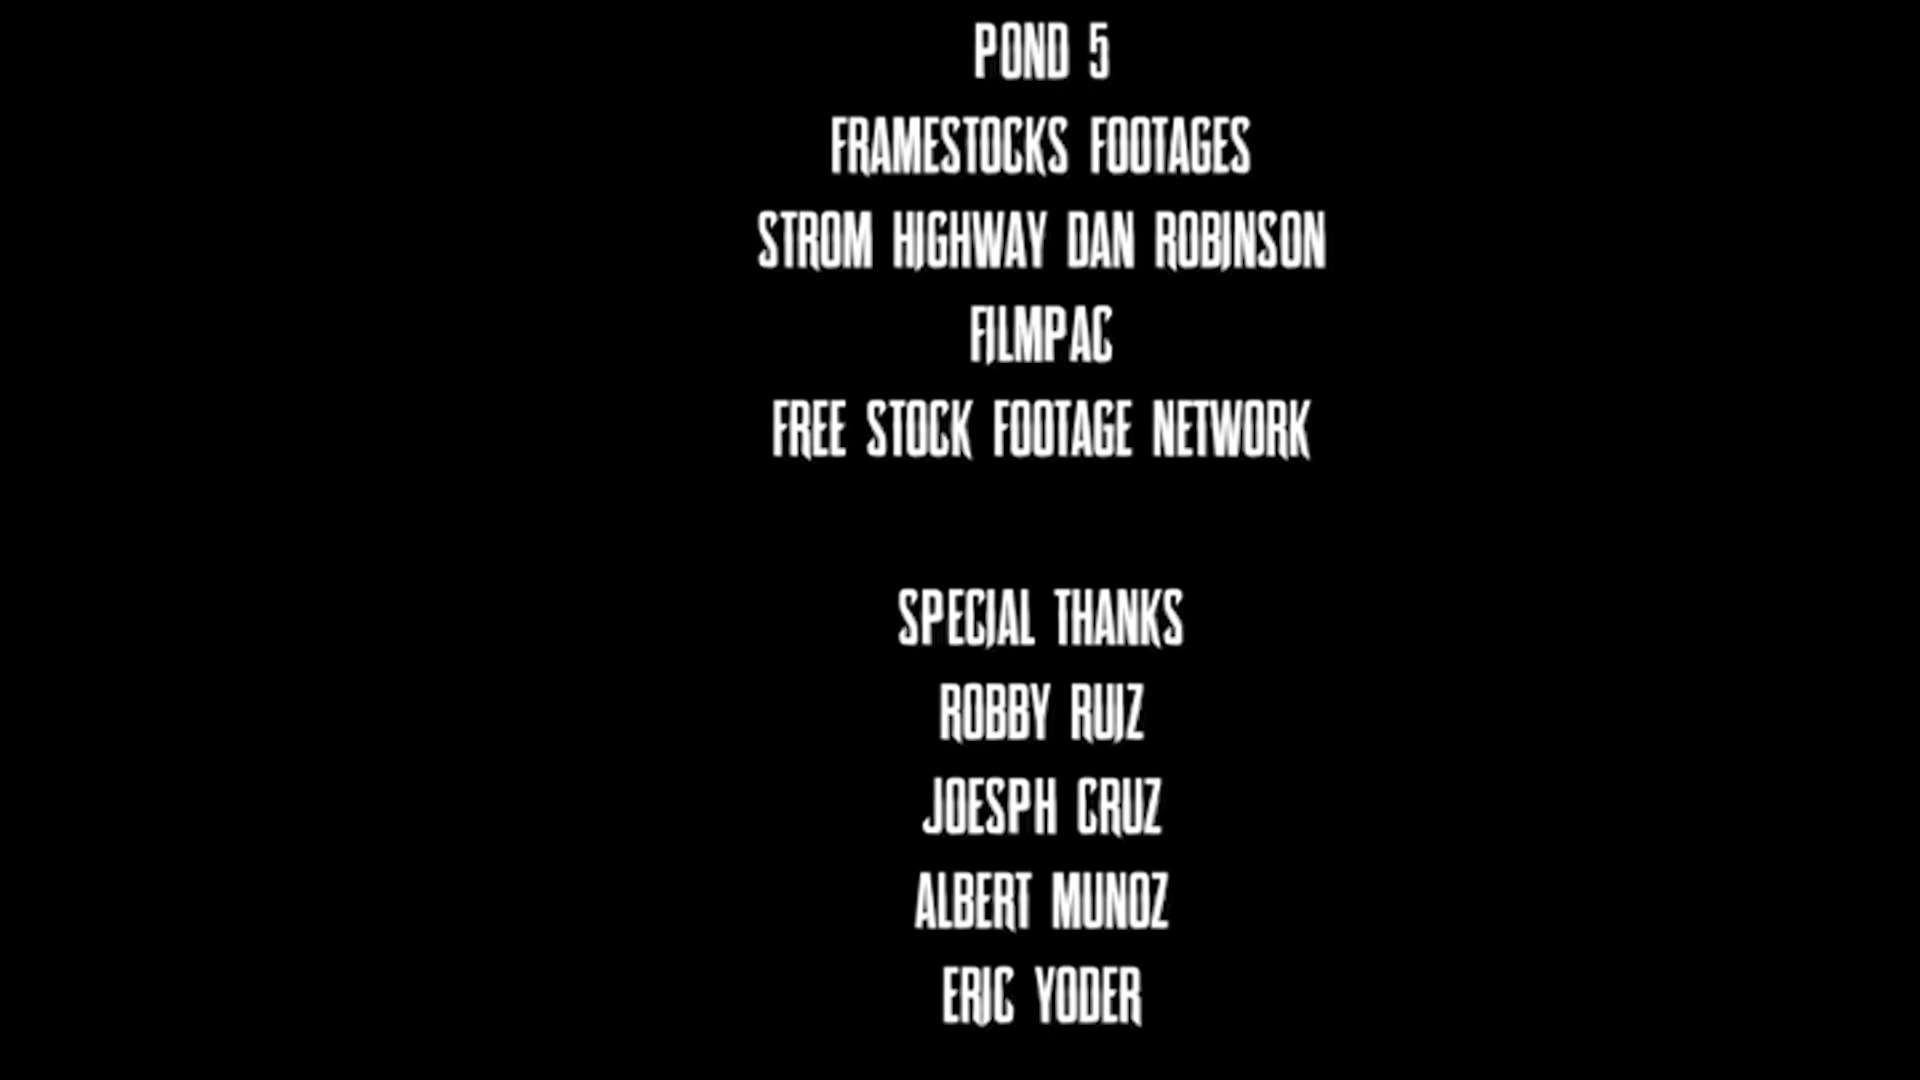 POND 5
FRAMESTOCKS FOOTAGES
STROM HIGHWAY DAN ROBINSON
FILMPAC
FREE STOCK FOOTAGE NETWORK
SPECIAL THANKS
ROBBY RUIZ
JOESPH CRUZ
ALBERT MUNOZ
ERIC YODER